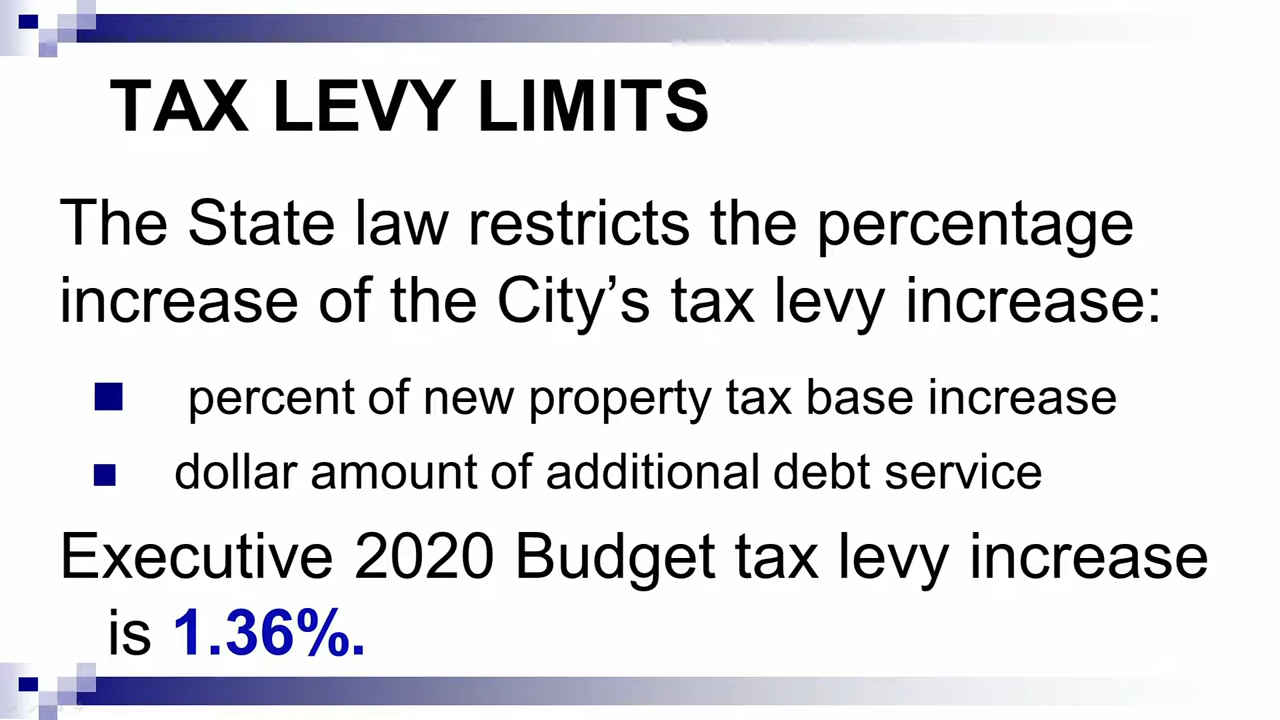 TAX LEVY LIMITS
The State law restricts the percentage
increase of the City’s tax levy increase:
percent of new property tax base increase
dollar amount of additional debt service
Executive 2020 Budget tax levy increase
is 1.36%.